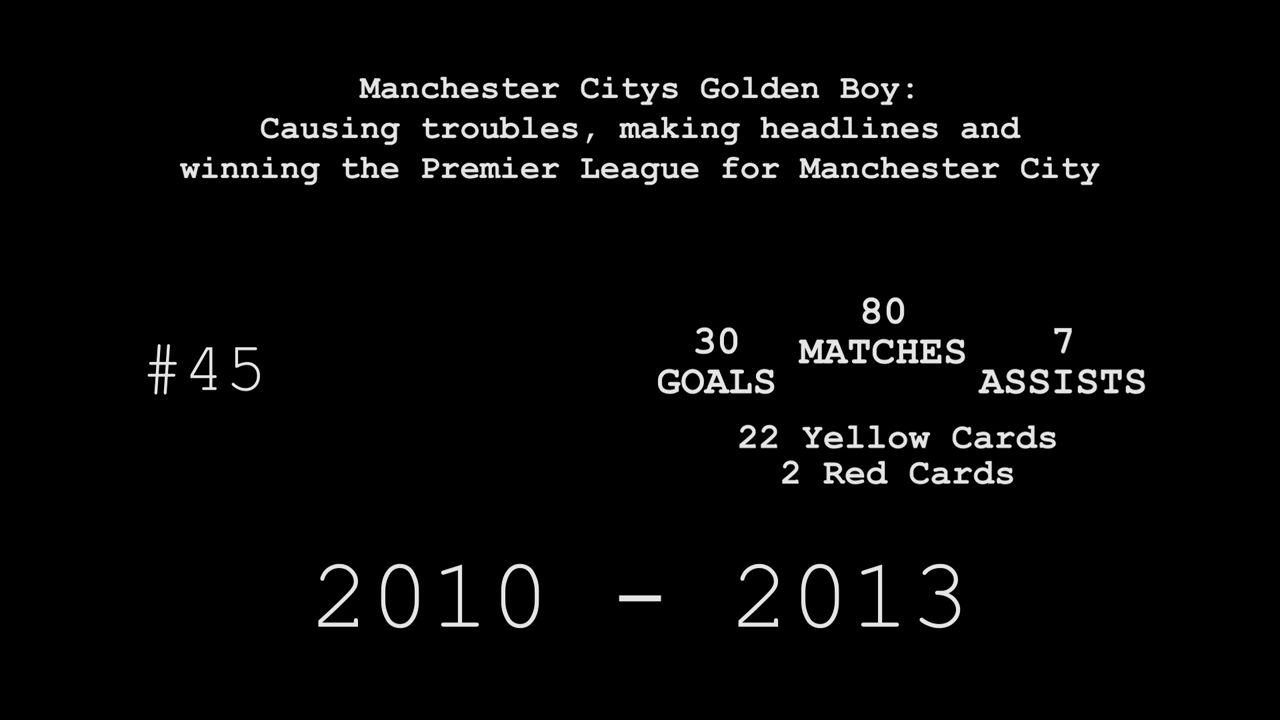 Manchester Citys Golden Boy:
Causing troubles, making headlines and
winning the Premier League for Manchester City
#45
30
GOALS
80
MATCHES
7
ASSISTS
22 Yellow Cards
2 Red Cards
2010 - 2013